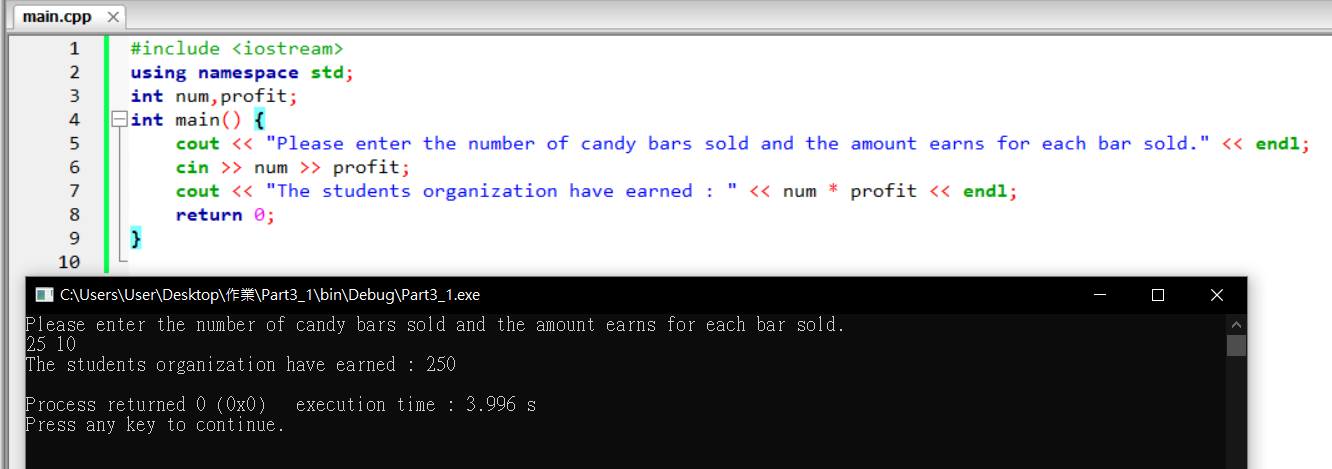 main.cpp
1 #include <iostream>
2 using namespace std;
3 int num,profit;
4 int main() {
5 cout << "Please enter the number of candy bars sold and the amount earns for each bar sold." << endl;
6 cin >> num >> profit;
7 cout << "The students organization have earned : " << num * profit << endl;
8 return 0;
9 }
10
C:\Users\User\Desktop\作業\Part3_1\bin\Debug\Part3_1.exe
Please enter the number of candy bars sold and the amount earns for each bar sold.
25 10
The students organization have earned : 250
Process returned 0 (0x0) execution time : 3.996 s
Press any key to continue.